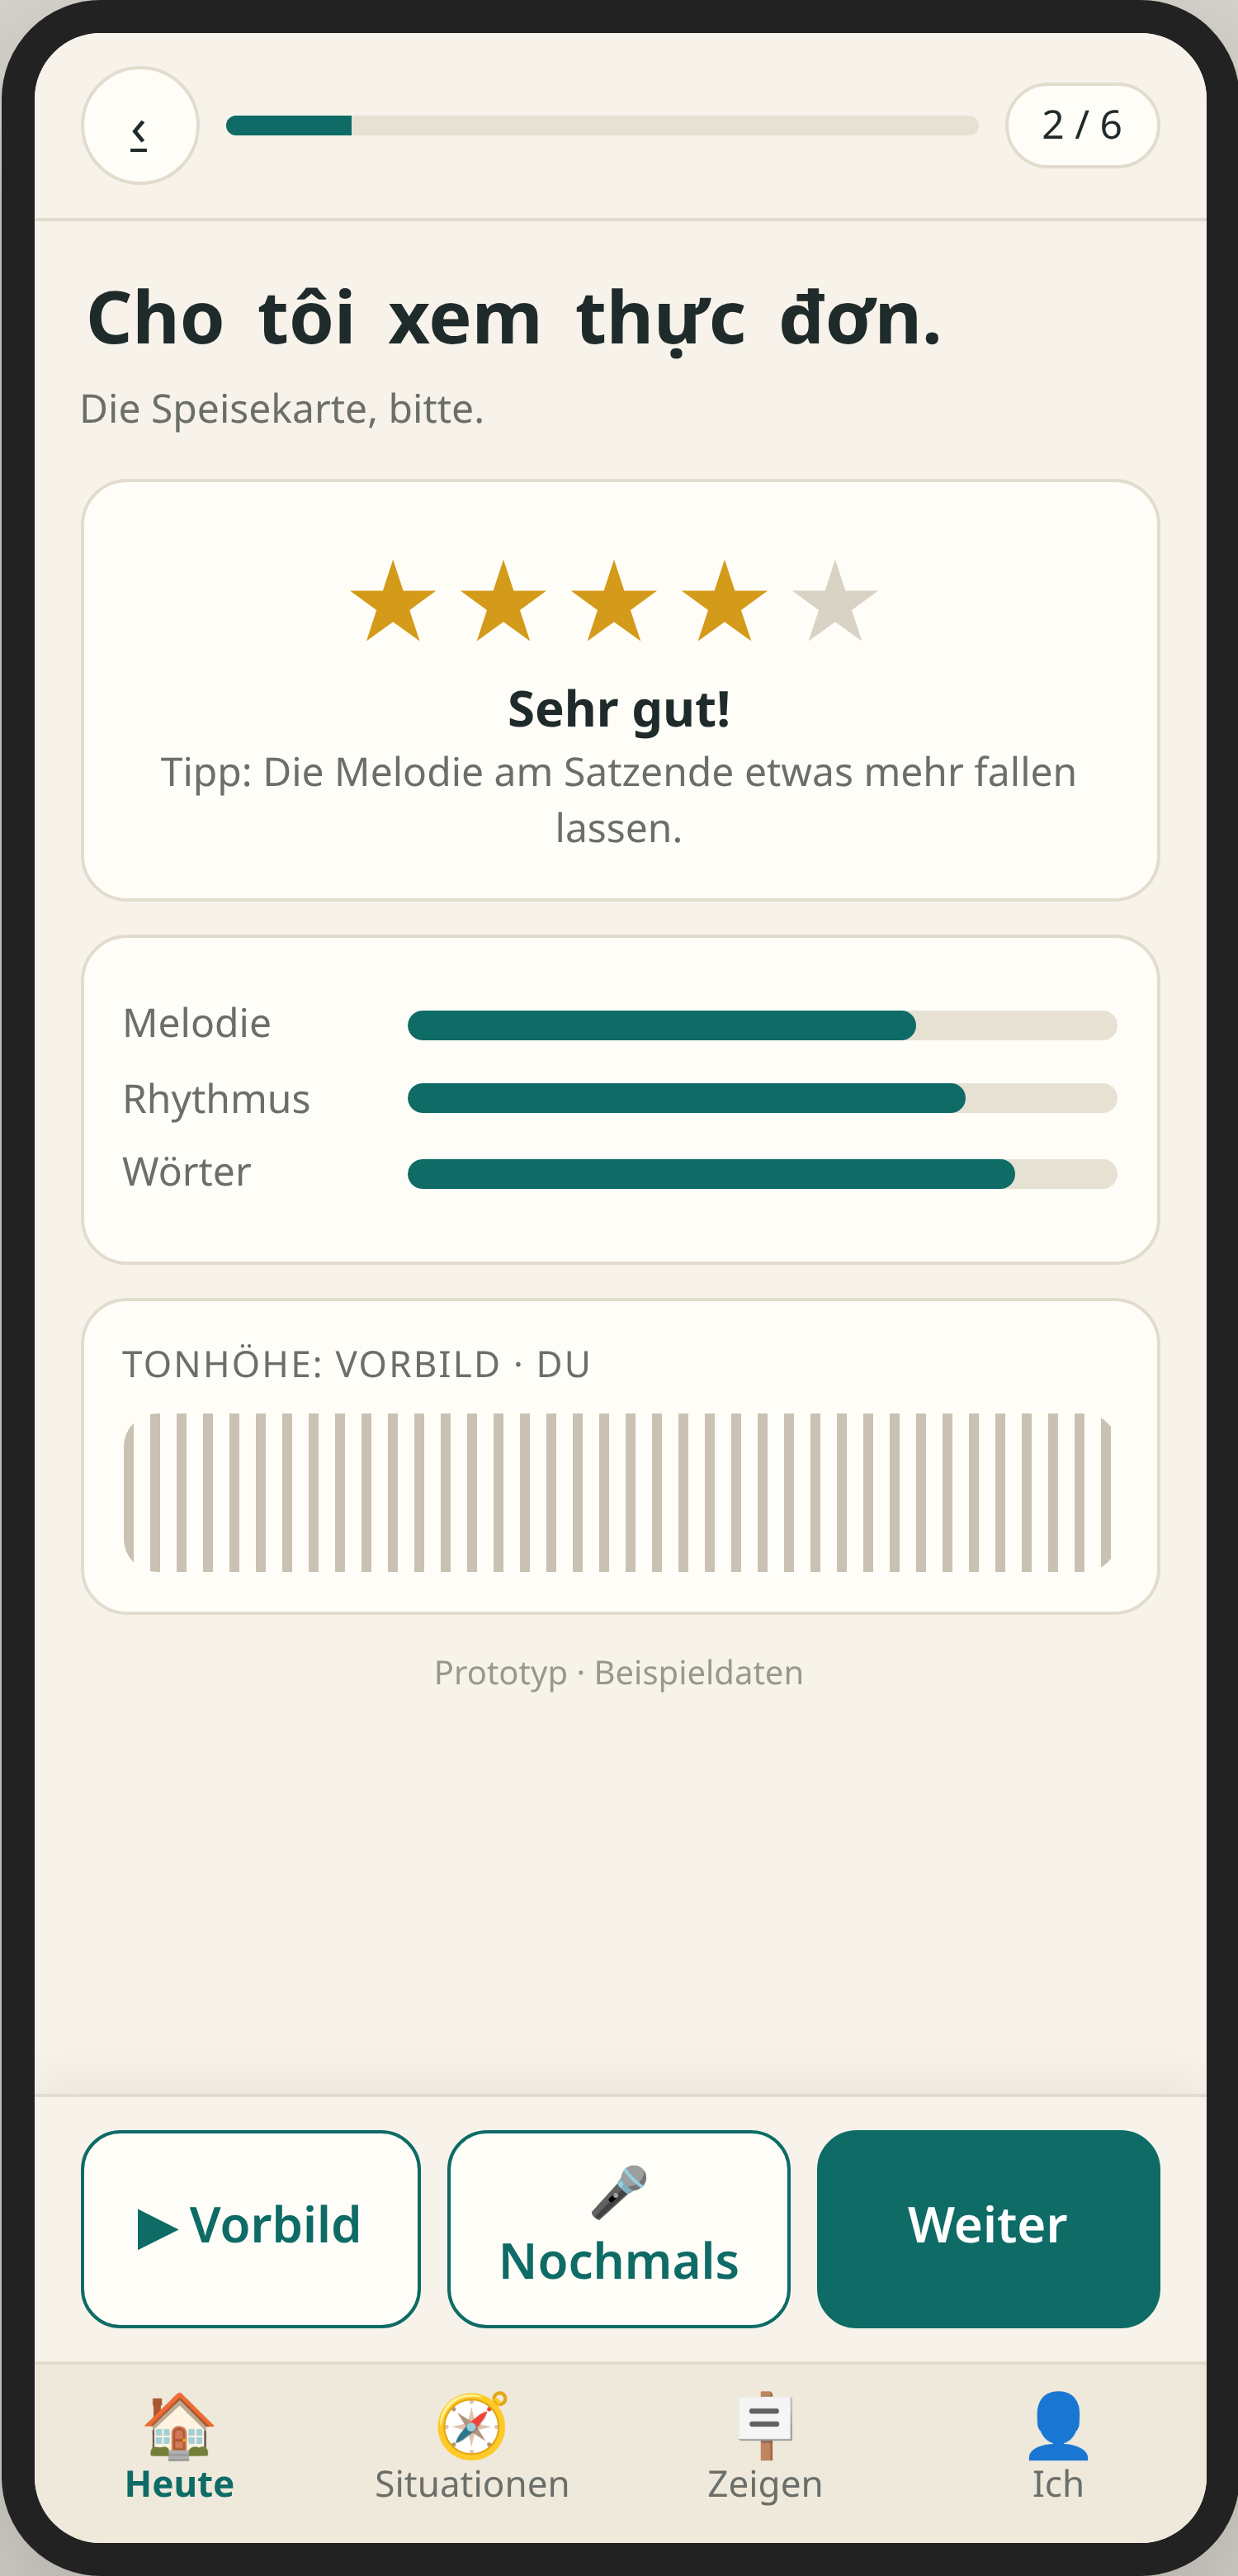 ‹
2 / 6
Cho tôi xem thực đơn.
Die Speisekarte, bitte.
Sehr gut!
Tipp: Die Melodie am Satzende etwas mehr fallen
lassen.
Melodie
Rhythmus
Wörter
TONHÖHE: VORBILD · DU
Prototyp · Beispieldaten
▶ Vorbild
Nochmals
Weiter
Heute
Situationen
Zeigen
Ich